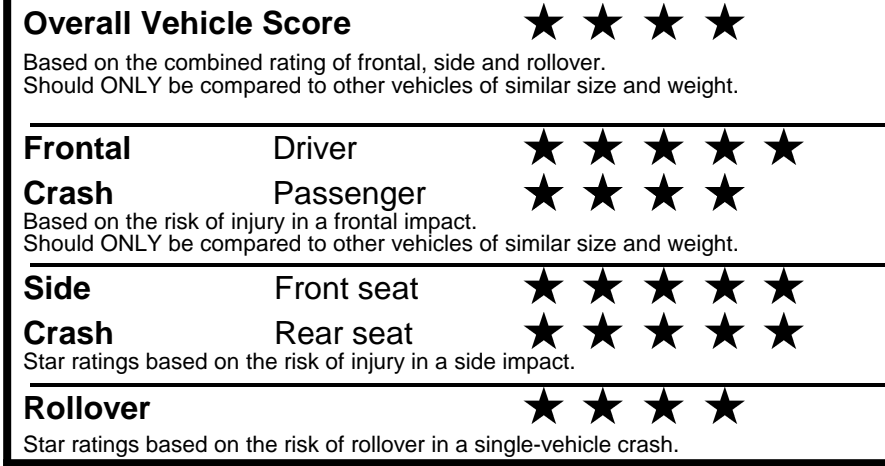 Overall Vehicle Score ★ ★ ★ ★
Based on the combined rating of frontal, side and rollover.
Should ONLY be compared to other vehicles of similar size and weight.
Frontal Driver ★ ★ ★ ★ ★
Crash Passenger ★ ★ ★ ★
Based on the risk of injury in a frontal impact.
Should ONLY be compared to other vehicles of similar size and weight.
Side Front seat ★ ★ ★ ★ ★
Crash Rear seat ★ ★ ★ ★ ★
Star ratings based on the risk of injury in a side impact.
Rollover ★ ★ ★ ★
Star ratings based on the risk of rollover in a single-vehicle crash.